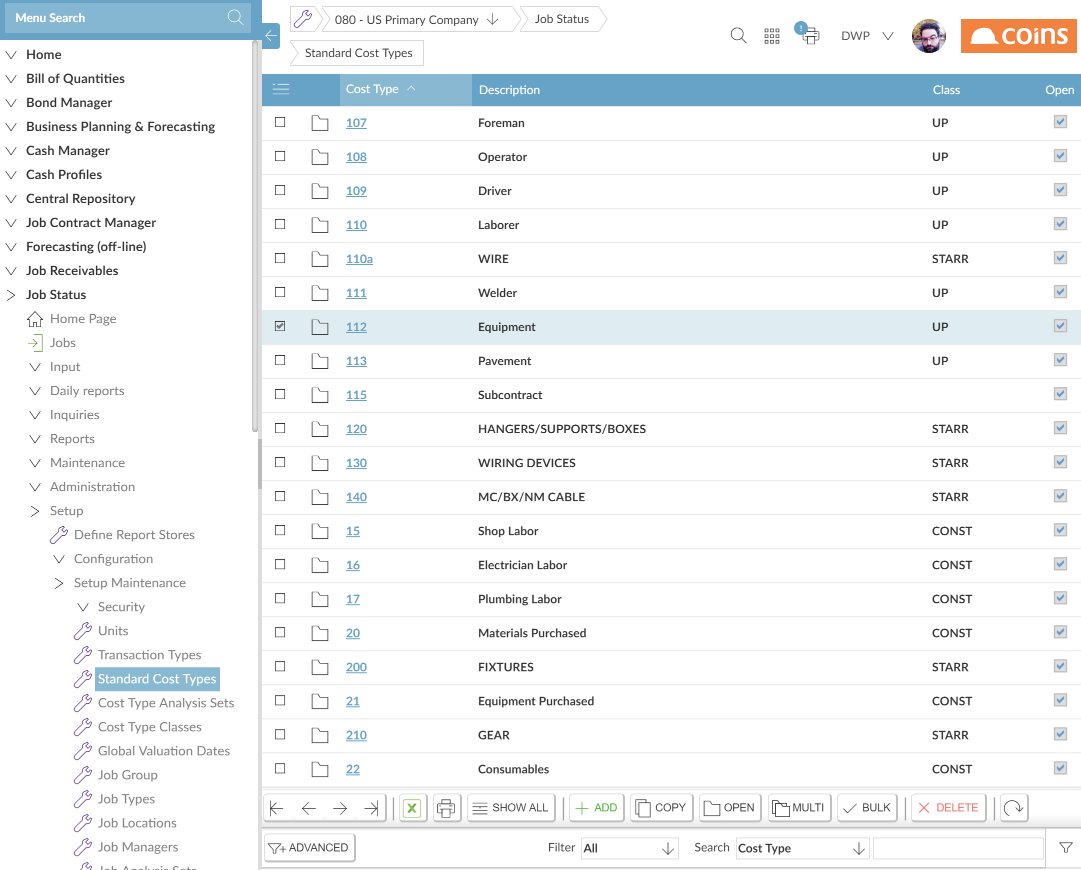 Menu Search
Home
Bill of Quantities
Bond Manager
Business Planning & Forecasting
Cash Manager
Cash Profiles
Central Repository
Job Contract Manager
Forecasting (off-line)
Job Receivables
Job Status
Home Page
Jobs
Input
Daily reports
Inquiries
Reports
Maintenance
Administration
Setup
Define Report Stores
Configuration
Setup Maintenance
Security
Units
Transaction Types
Standard Cost Types
Cost Type Analysis Sets
Cost Type Classes
Global Valuation Dates
Job Group
Job Types
Job Locations
Job Managers
Job Analysis Sets
080 - US Primary Company Job Status
Standard Cost Types
! DWP coins
Cost Type Description Class Open
107 Foreman UP
108 Operator UP
109 Driver UP
110 Laborer UP
110a WIRE STARR
111 Welder UP
112 Equipment UP
113 Pavement UP
115 Subcontract
120 HANGERS/SUPPORTS/BOXES STARR
130 WIRING DEVICES STARR
140 MC/BX/NM CABLE STARR
15 Shop Labor CONST
16 Electrician Labor CONST
17 Plumbing Labor CONST
20 Materials Purchased CONST
200 FIXTURES STARR
21 Equipment Purchased CONST
210 GEAR STARR
22 Consumables CONST
X SHOW ALL ADD COPY OPEN MULTI BULK DELETE
ADVANCED Filter All Search Cost Type